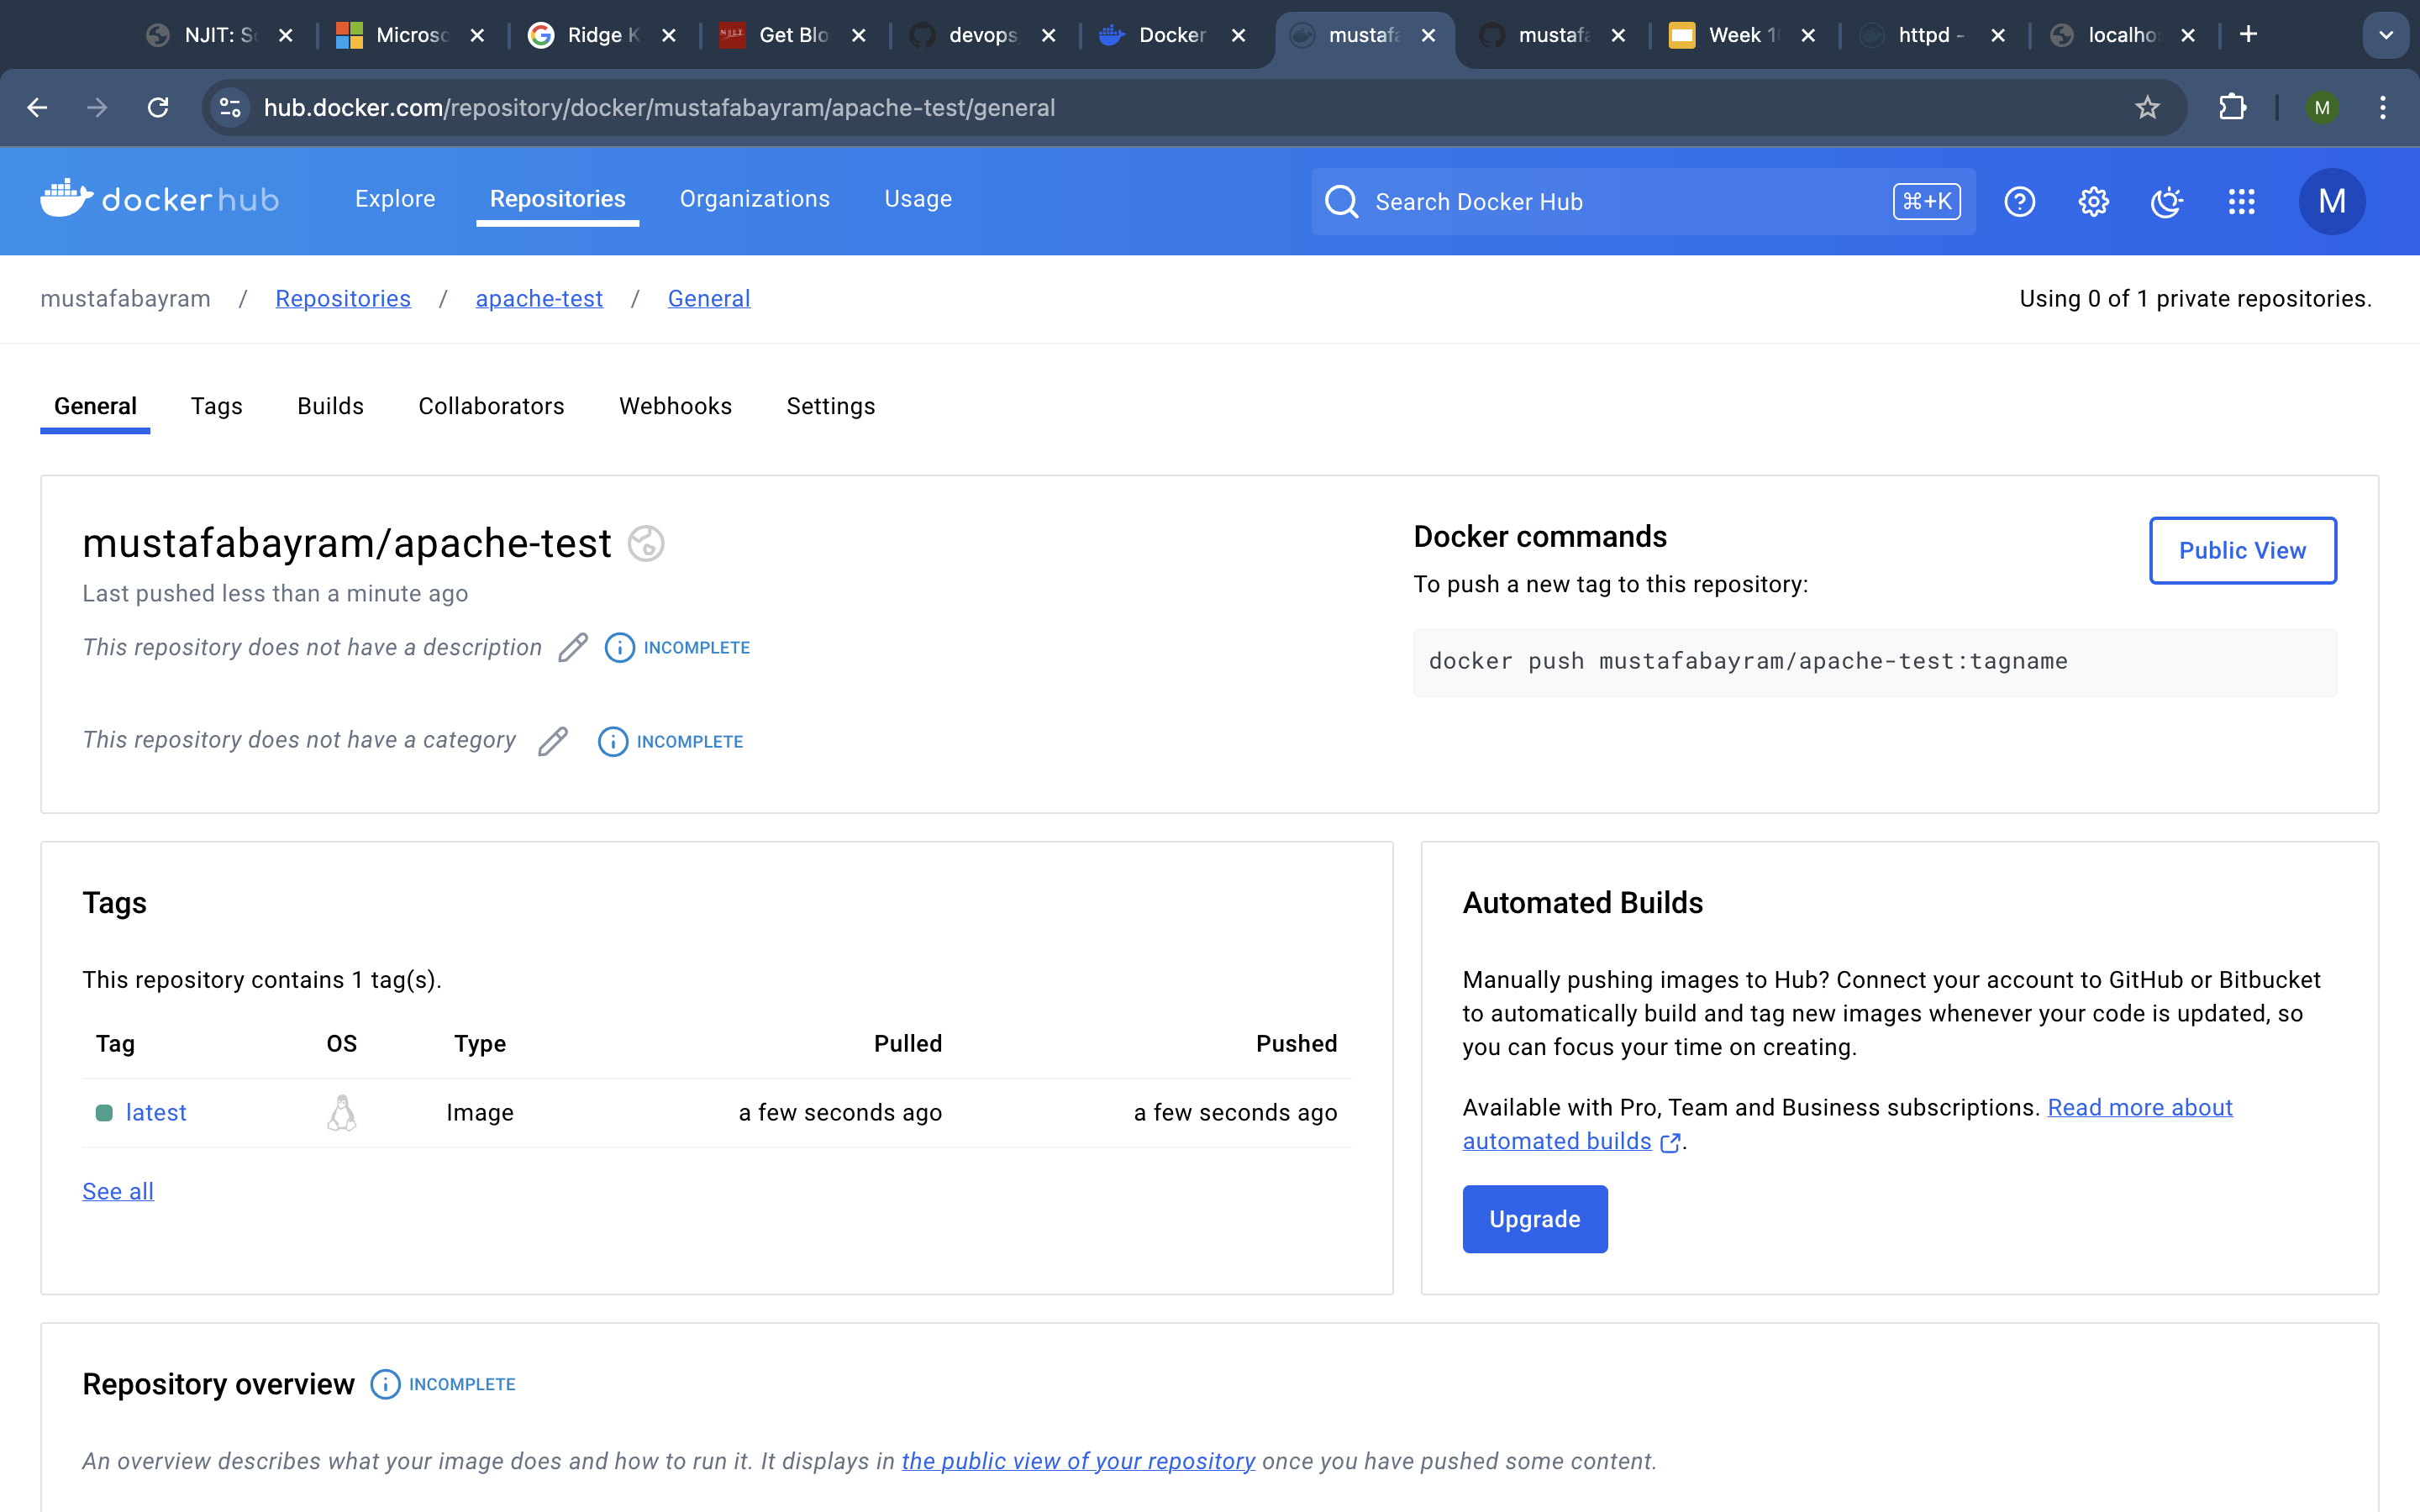 NJIT: Sc
Microso
Ridge K
Get Blo
devops
Docker
mustafa
mustafa
Week 10
httpd -
localho
hub.docker.com/repository/docker/mustafabayram/apache-test/general
M
dockerhub
Explore
Repositories
Organizations
Usage
Search Docker Hub
⌘+K
M
mustafabayram / Repositories / apache-test / General
Using 0 of 1 private repositories.
General
Tags
Builds
Collaborators
Webhooks
Settings
mustafabayram/apache-test
Last pushed less than a minute ago
This repository does not have a description
INCOMPLETE
This repository does not have a category
INCOMPLETE
Docker commands
To push a new tag to this repository:
Public View
docker push mustafabayram/apache-test:tagname
Tags
This repository contains 1 tag(s).
Tag OS Type Pulled Pushed
latest Image a few seconds ago a few seconds ago
See all
Automated Builds
Manually pushing images to Hub? Connect your account to GitHub or Bitbucket
to automatically build and tag new images whenever your code is updated, so
you can focus your time on creating.
Available with Pro, Team and Business subscriptions. Read more about
automated builds .
Upgrade
Repository overview
INCOMPLETE
An overview describes what your image does and how to run it. It displays in the public view of your repository once you have pushed some content.